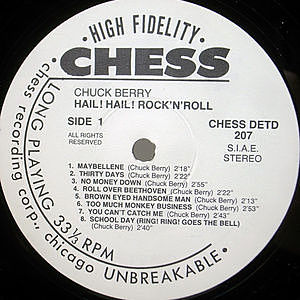 • HIGH FIDELITY •
CHESS
CHUCK BERRY
HAIL! HAIL! ROCK'N'ROLL
SIDE 1
CHESS DETD
207
ALL RIGHTS
RESERVED
S.I.A.E.
STEREO
1. MAYBELLENE (Chuck Berry) 2'18"
2. THIRTY DAYS (Chuck Berry) 2'22"
3. NO MONEY DOWN (Chuck Berry) 2'55"
4. ROLL OVER BEETHOVEN (Chuck Berry) 2'22"
5. BROWN EYED HANDSOME MAN (Chuck Berry) 2'13"
6. TOO MUCH MONKEY BUSINESS (Chuck Berry) 2'53"
7. YOU CAN'T CATCH ME (Chuck Berry) 2'43"
8. SCHOOL DAY (RING! RING! GOES THE BELL)
(Chuck Berry) 2'40"
LONG PLAYING 33⅓ RPM
UNBREAKABLE •
chess recording corp., chicago